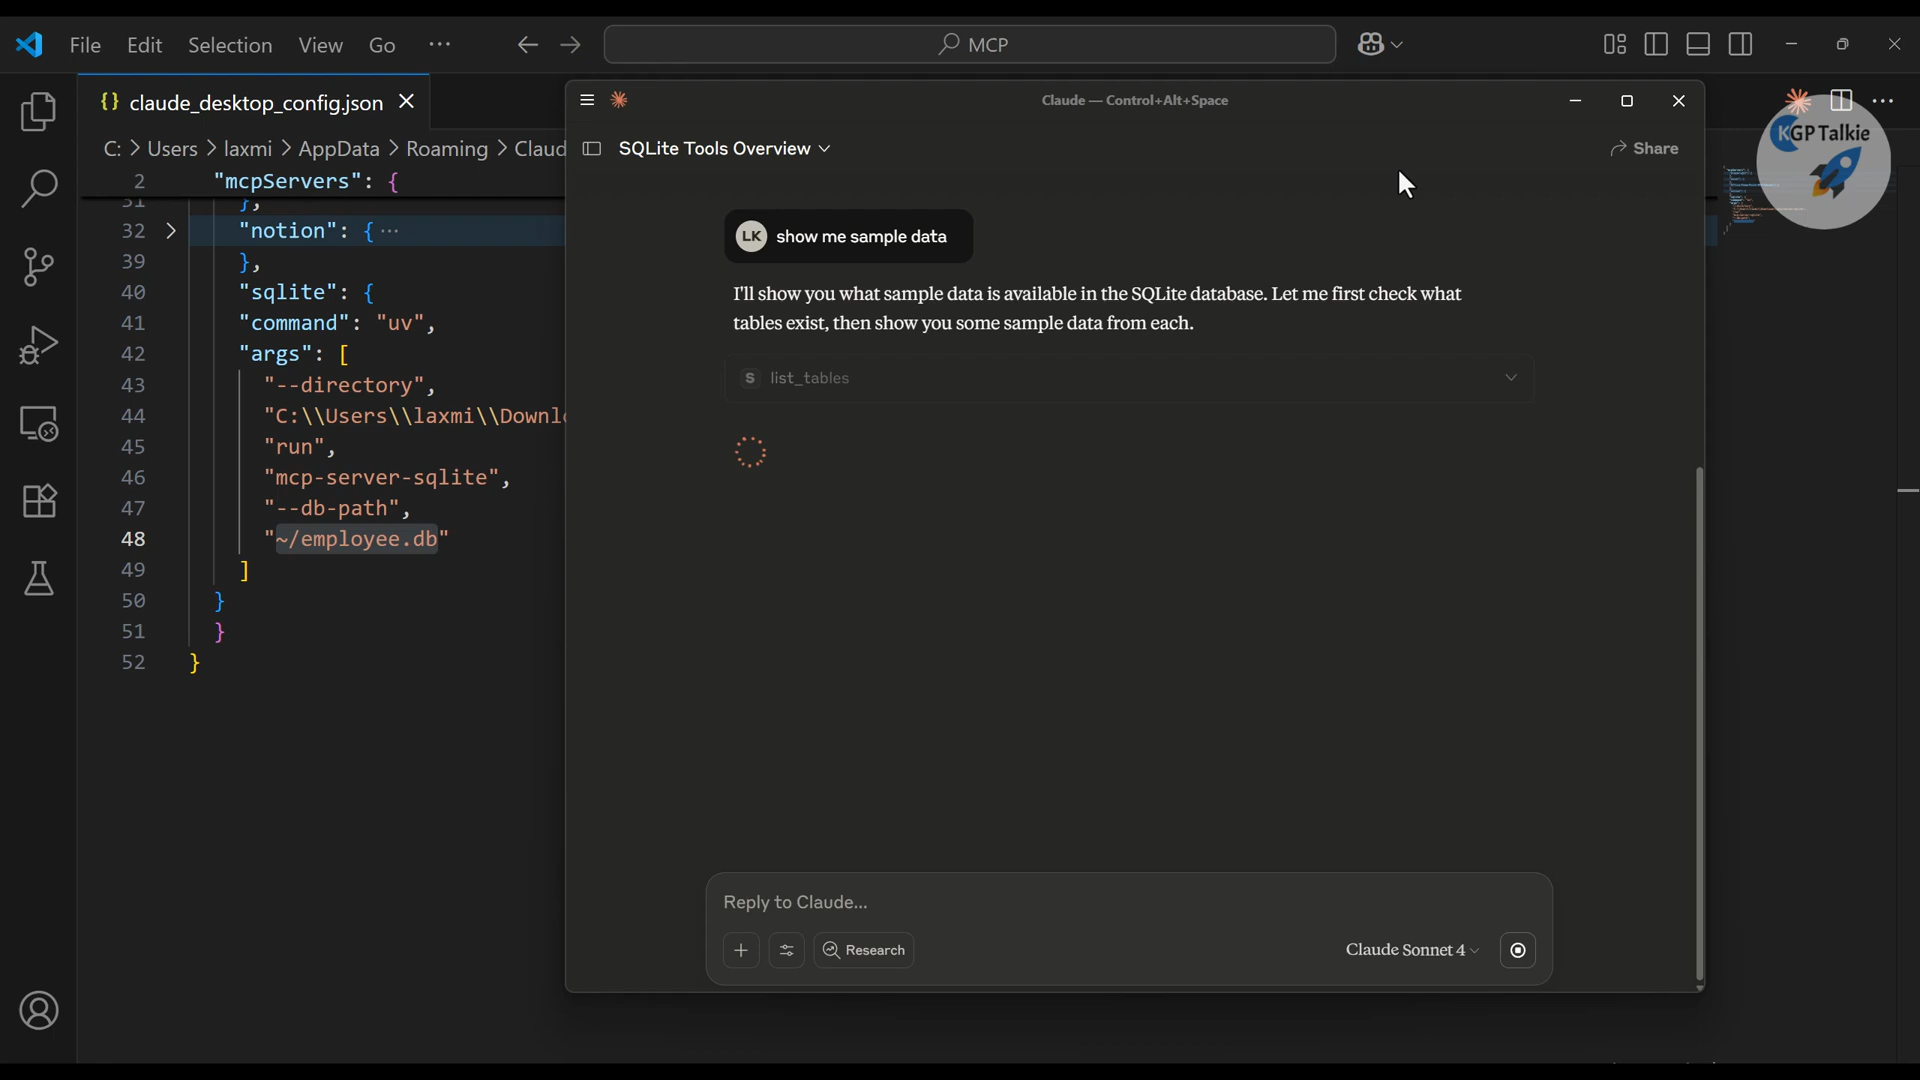 File Edit Selection View Go ...
MCP
claude_desktop_config.json
C: > Users > laxmi > AppData > Roaming > Claud
2 "mcpServers": {
31 },
32 "notion": { ...
39 },
40 "sqlite": {
41 "command": "uv",
42 "args": [
43 "--directory",
44 "C:\\Users\\laxmi\\Downl
45 "run",
46 "mcp-server-sqlite",
47 "--db-path",
48 "~/employee.db"
49 ]
50 }
51 }
52 }
Claude — Control+Alt+Space
SQLite Tools Overview
Share
KGP Talkie
LK show me sample data
I'll show you what sample data is available in the SQLite database. Let me first check what
tables exist, then show you some sample data from each.
S list_tables
Reply to Claude...
Research
Claude Sonnet 4